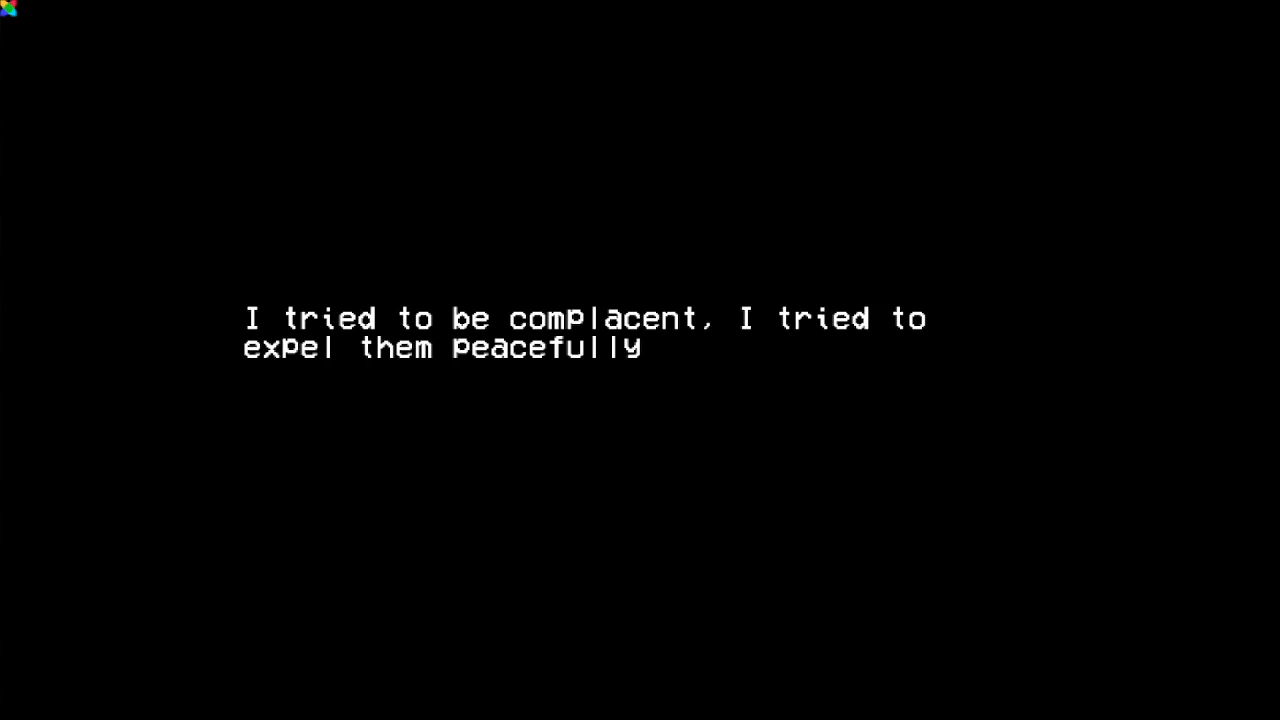 I tried to be complacent, I tried to
expel them peacefully